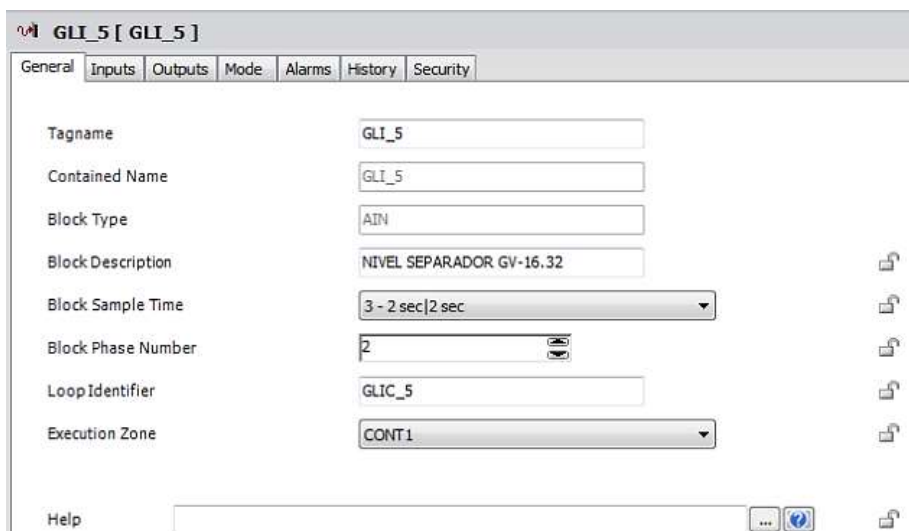 GLI_5 [ GLI_5 ]
General Inputs Outputs Mode Alarms History Security
Tagname GLI_5
Contained Name GLI_5
Block Type AIN
Block Description NIVEL SEPARADOR GV-16.32
Block Sample Time 3 - 2 sec|2 sec
Block Phase Number 2
Loop Identifier GLIC_5
Execution Zone CONT1
Help ... ?